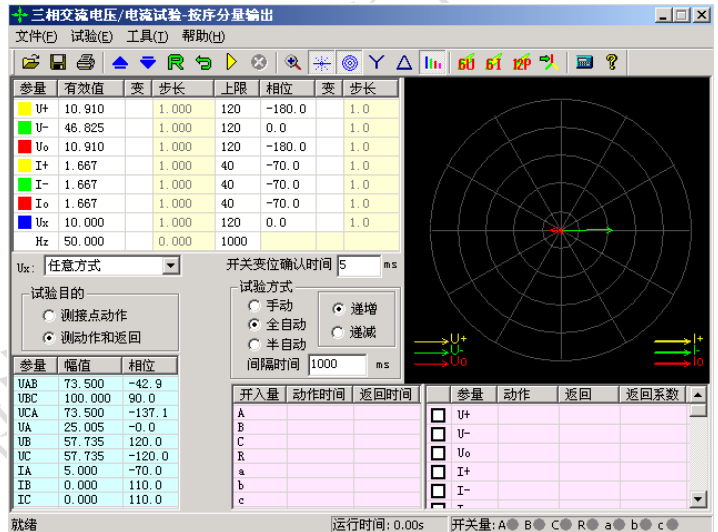 三相交流电压/电流试验-按序分量输出
文件(F) 试验(E) 工具(T) 帮助(H)
6U 6I 12P
参量 有效值 变 步长 上限 相位 变 步长
U+ 10.910 1.000 120 -180.0 1.0
U- 46.825 1.000 120 0.0 1.0
Uo 10.910 1.000 120 -180.0 1.0
I+ 1.667 1.000 40 -70.0 1.0
I- 1.667 1.000 40 -70.0 1.0
Io 1.667 1.000 40 -70.0 1.0
Ux 10.000 1.000 120 0.0 1.0
Hz 50.000 0.000 1000
Ux: 任意方式
开关变位确认时间 5 ms
试验目的
测接点动作
测动作和返回
试验方式
手动
全自动
半自动
递增
递减
间隔时间 1000 ms
U+
U-
Uo
I+
I-
Io
参量 幅值 相位
UAB 73.500 -42.9
UBC 100.000 90.0
UCA 73.500 -137.1
UA 25.005 -0.0
UB 57.735 120.0
UC 57.735 -120.0
IA 5.000 -70.0
IB 0.000 110.0
IC 0.000 110.0
开入量 动作时间 返回时间
A
B
C
R
a
b
c
参量 动作 返回 返回系数
U+
U-
Uo
I+
I-
就绪 运行时间: 0.00s 开关量: A B C R a b c